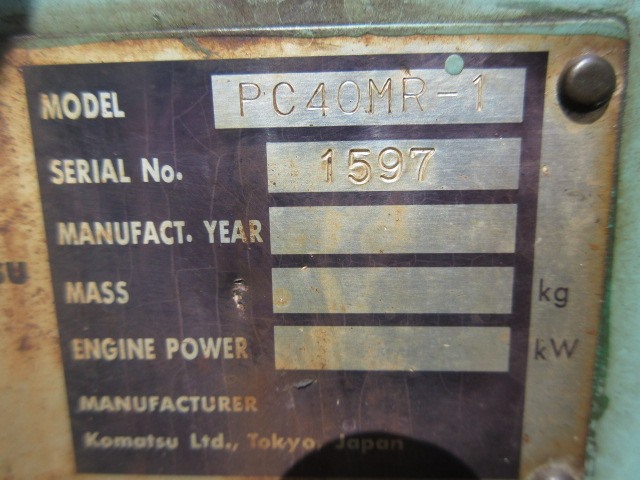 MODEL PC40MR-1
SERIAL No. 1597
MANUFACT. YEAR
MASS kg
ENGINE POWER kW
MANUFACTURER
Komatsu Ltd., Tokyo, Japan